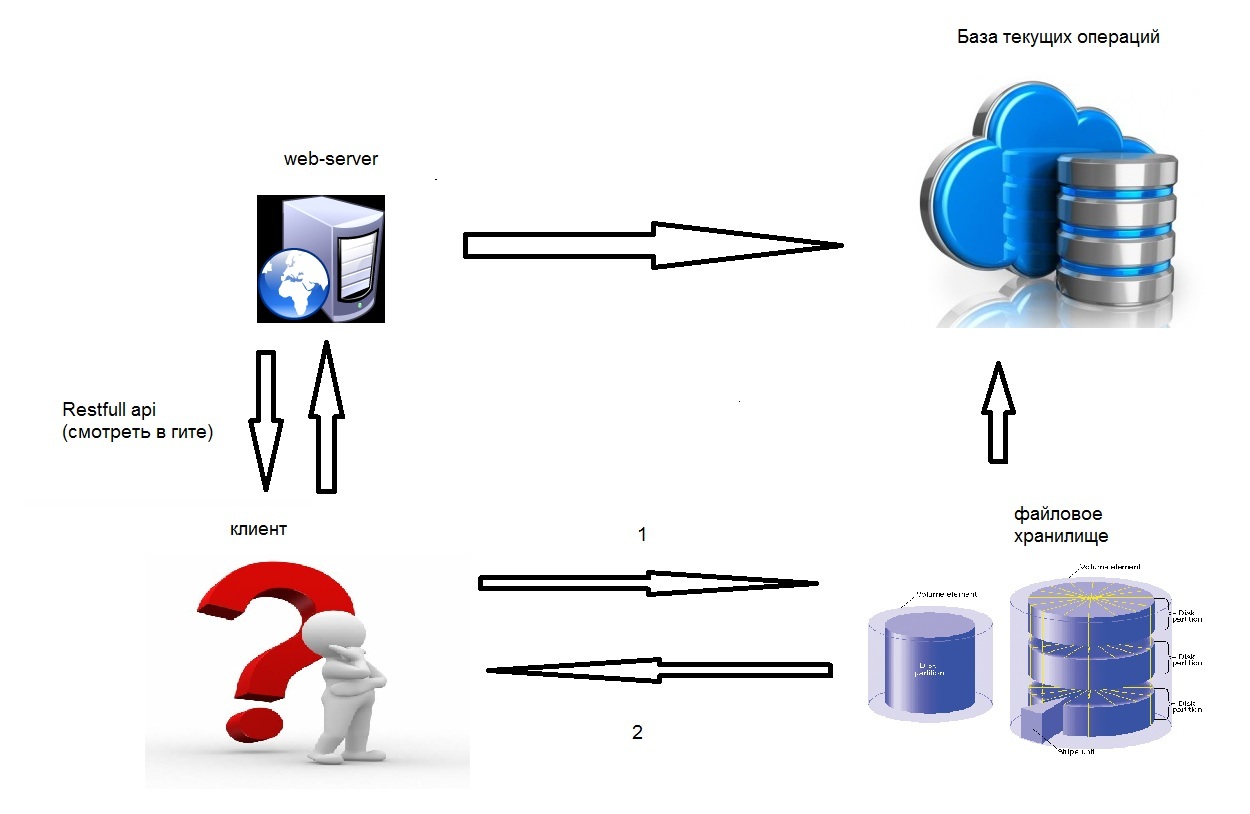 База текущих операций
web-server
Restfull api
(смотреть в гите)
клиент
1
файловое
хранилище
Volume element
Volume element
Disk
partition
Disk
partition
Disk
partition
Disk
partition
Stripe unit
2